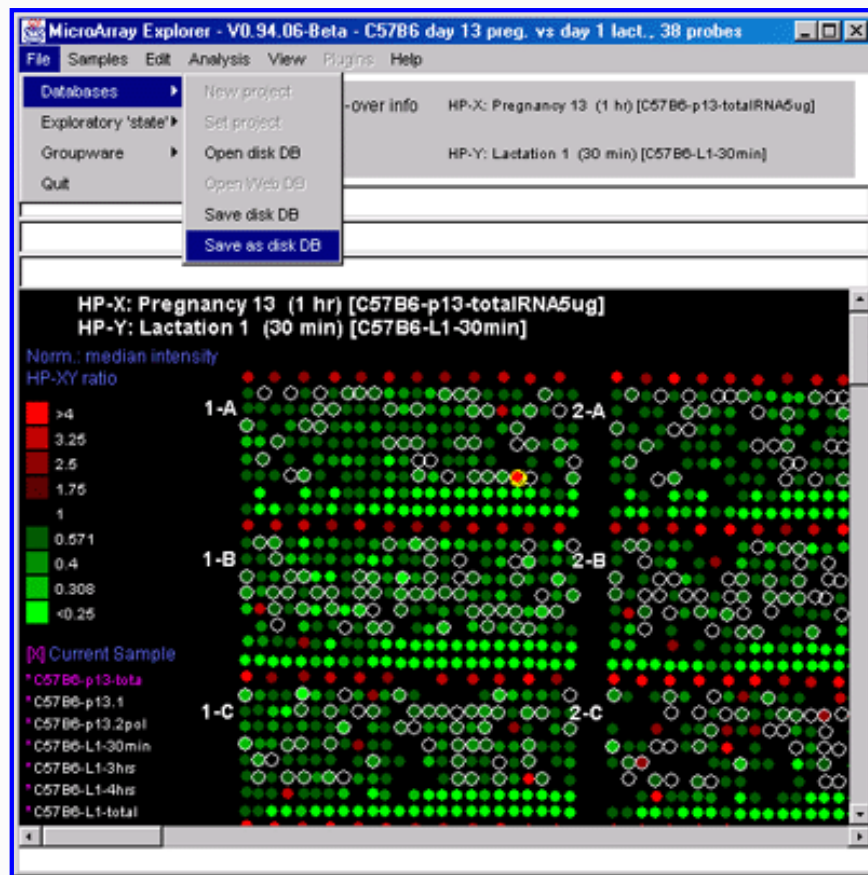 MicroArray Explorer - V0.94.06-Beta - C57B6 day 13 preg. vs day 1 lact., 38 probes
File Samples Edit Analysis View Plugins Help
Databases
Exploratory 'state'
Groupware
Quit
New project
Set project
Open disk DB
Open Web DB
Save disk DB
Save as disk DB
-over info
HP-X: Pregnancy 13 (1 hr) [C57B6-p13-totalRNA5ug]
HP-Y: Lactation 1 (30 min) [C57B6-L1-30min]
HP-X: Pregnancy 13 (1 hr) [C57B6-p13-totalRNA5ug]
HP-Y: Lactation 1 (30 min) [C57B6-L1-30min]
Norm.: median intensity
HP-XY ratio
>4
3.25
2.5
1.75
1
0.571
0.4
0.308
<0.25
1-A
2-A
1-B
2-B
1-C
2-C
[X] Current Sample
*C57B6-p13-tota
*C57B6-p13.1
*C57B6-p13.2pol
*C57B6-L1-30min
*C57B6-L1-3hrs
*C57B6-L1-4hrs
*C57B6-L1-total